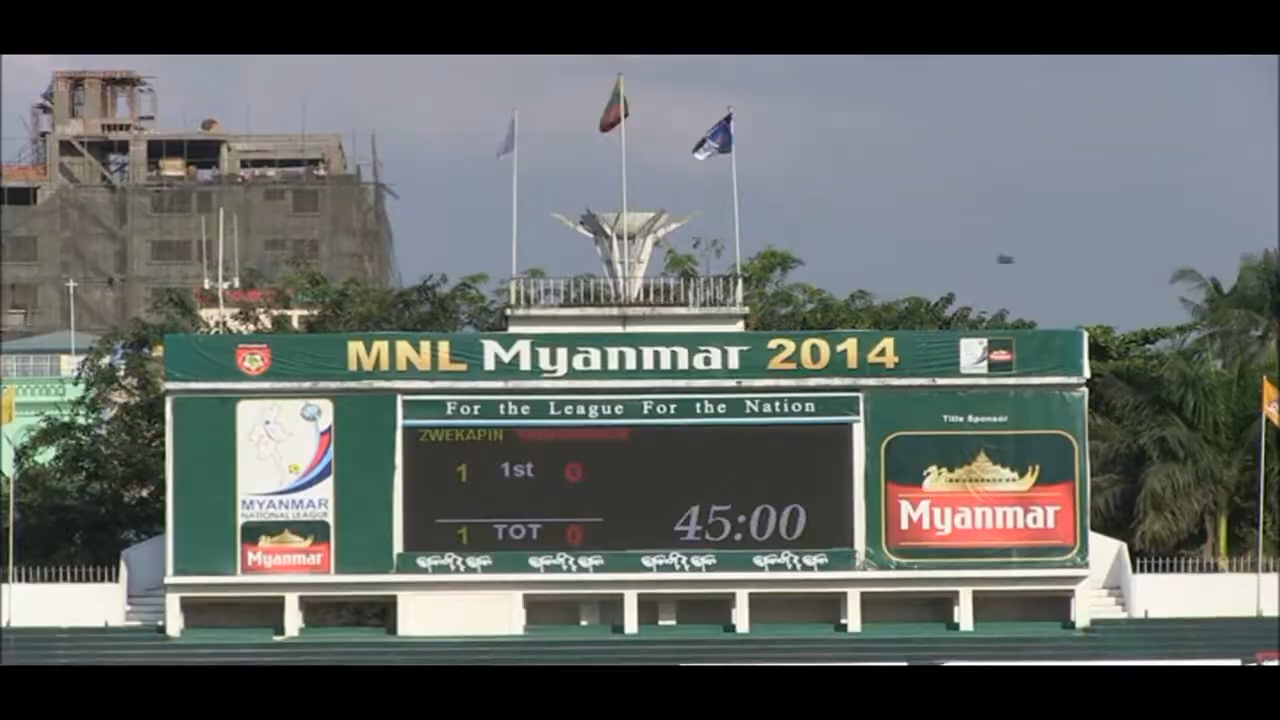 MNL Myanmar 2014
For the League For the Nation
Title Sponsor
ZWEKAPIN
1 1st 0
1 TOT 0
45:00
MYANMAR
NATIONAL LEAGUE
Myanmar
Myanmar